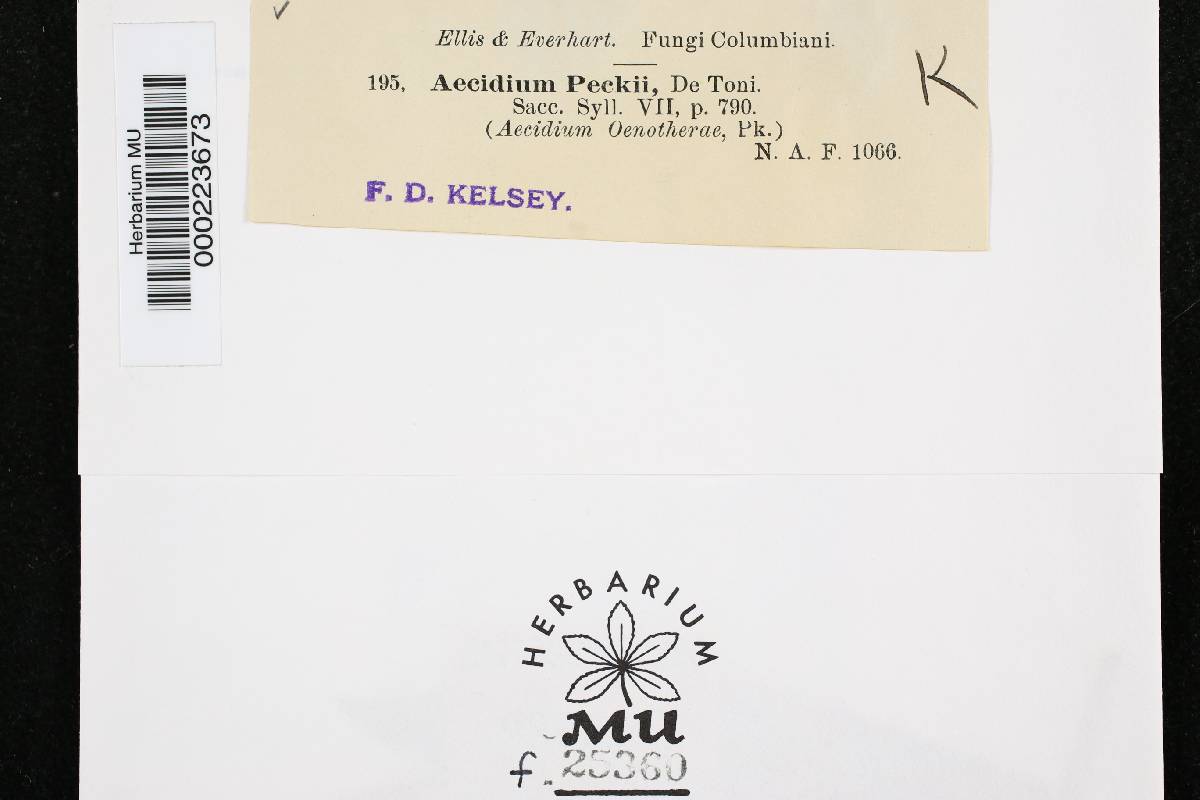 Ellis & Everhart. Fungi Columbiani.
195, Aecidium Peckii, De Toni.
Sacc. Syll. VII, p. 790.
(Aecidium Oenotherae, Pk.)
N. A. F. 1066.
F. D. KELSEY.
K
Herbarium MU
000223673
HERBARIUM
MU
f. 25360